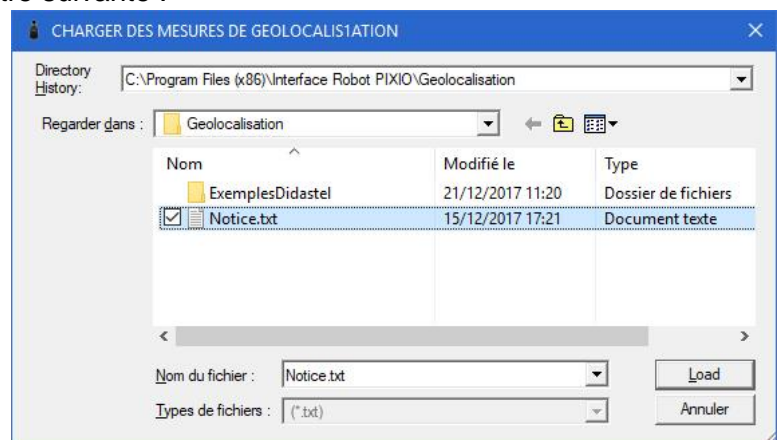 suivante :
CHARGER DES MESURES DE GEOLOCALIS1ATION
Directory History: C:\Program Files (x86)\Interface Robot PIXIO\Geolocalisation
Regarder dans : Geolocalisation
Nom Modifié le Type
ExemplesDidastel 21/12/2017 11:20 Dossier de fichiers
Notice.txt 15/12/2017 17:21 Document texte
Nom du fichier : Notice.txt Load
Types de fichiers : (*.txt) Annuler